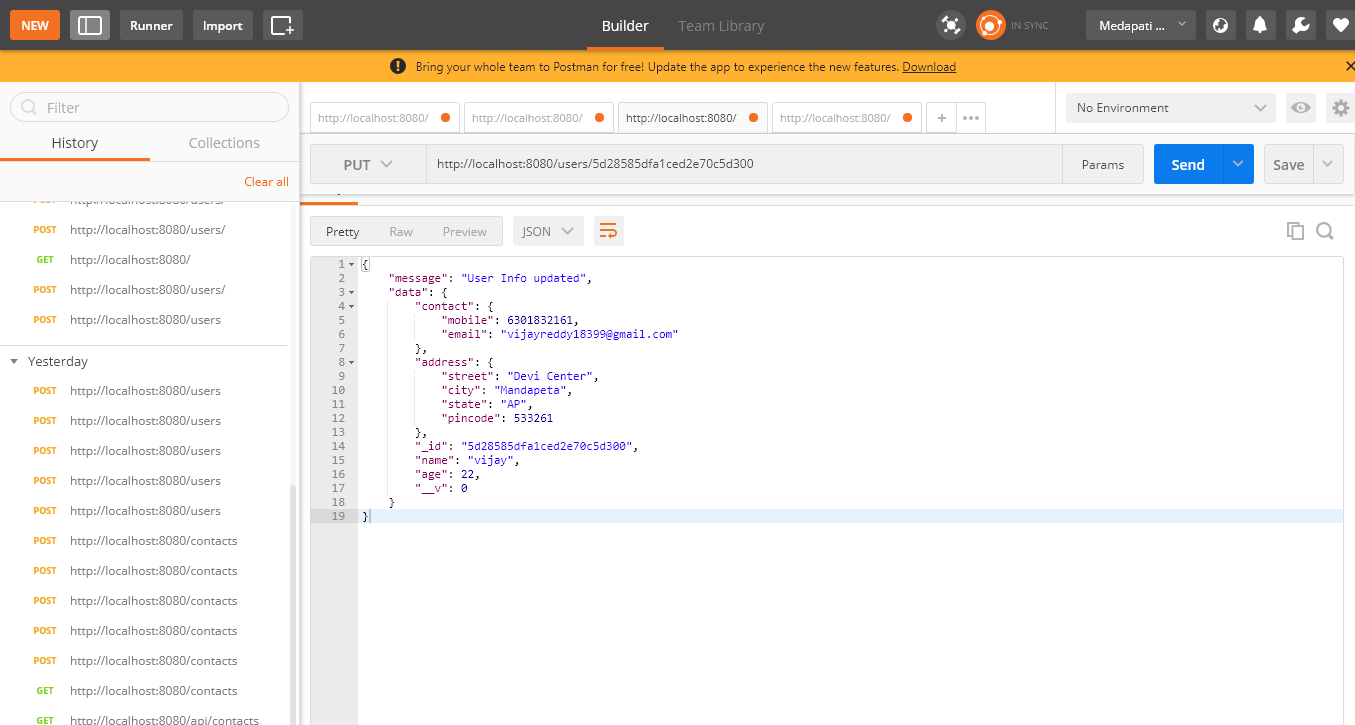 NEW
Runner
Import
Builder
Team Library
IN SYNC
Medapati ...
Bring your whole team to Postman for free! Update the app to experience the new features. Download
Filter
History
Collections
Clear all
POST http://localhost:8080/users/
POST http://localhost:8080/users/
GET http://localhost:8080/
POST http://localhost:8080/users/
POST http://localhost:8080/users
Yesterday
POST http://localhost:8080/users
POST http://localhost:8080/users
POST http://localhost:8080/users
POST http://localhost:8080/users
POST http://localhost:8080/users
POST http://localhost:8080/contacts
POST http://localhost:8080/contacts
POST http://localhost:8080/contacts
POST http://localhost:8080/contacts
POST http://localhost:8080/contacts
GET http://localhost:8080/contacts
GET http://localhost:8080/api/contacts
http://localhost:8080/
http://localhost:8080/
http://localhost:8080/
http://localhost:8080/
No Environment
PUT
http://localhost:8080/users/5d28585dfa1ced2e70c5d300
Params
Send
Save
Pretty
Raw
Preview
JSON
1 {
2 "message": "User Info updated",
3 "data": {
4 "contact": {
5 "mobile": 6301832161,
6 "email": "vijayreddy18399@gmail.com"
7 },
8 "address": {
9 "street": "Devi Center",
10 "city": "Mandapeta",
11 "state": "AP",
12 "pincode": 533261
13 },
14 "_id": "5d28585dfa1ced2e70c5d300",
15 "name": "vijay",
16 "age": 22,
17 "__v": 0
18 }
19 }